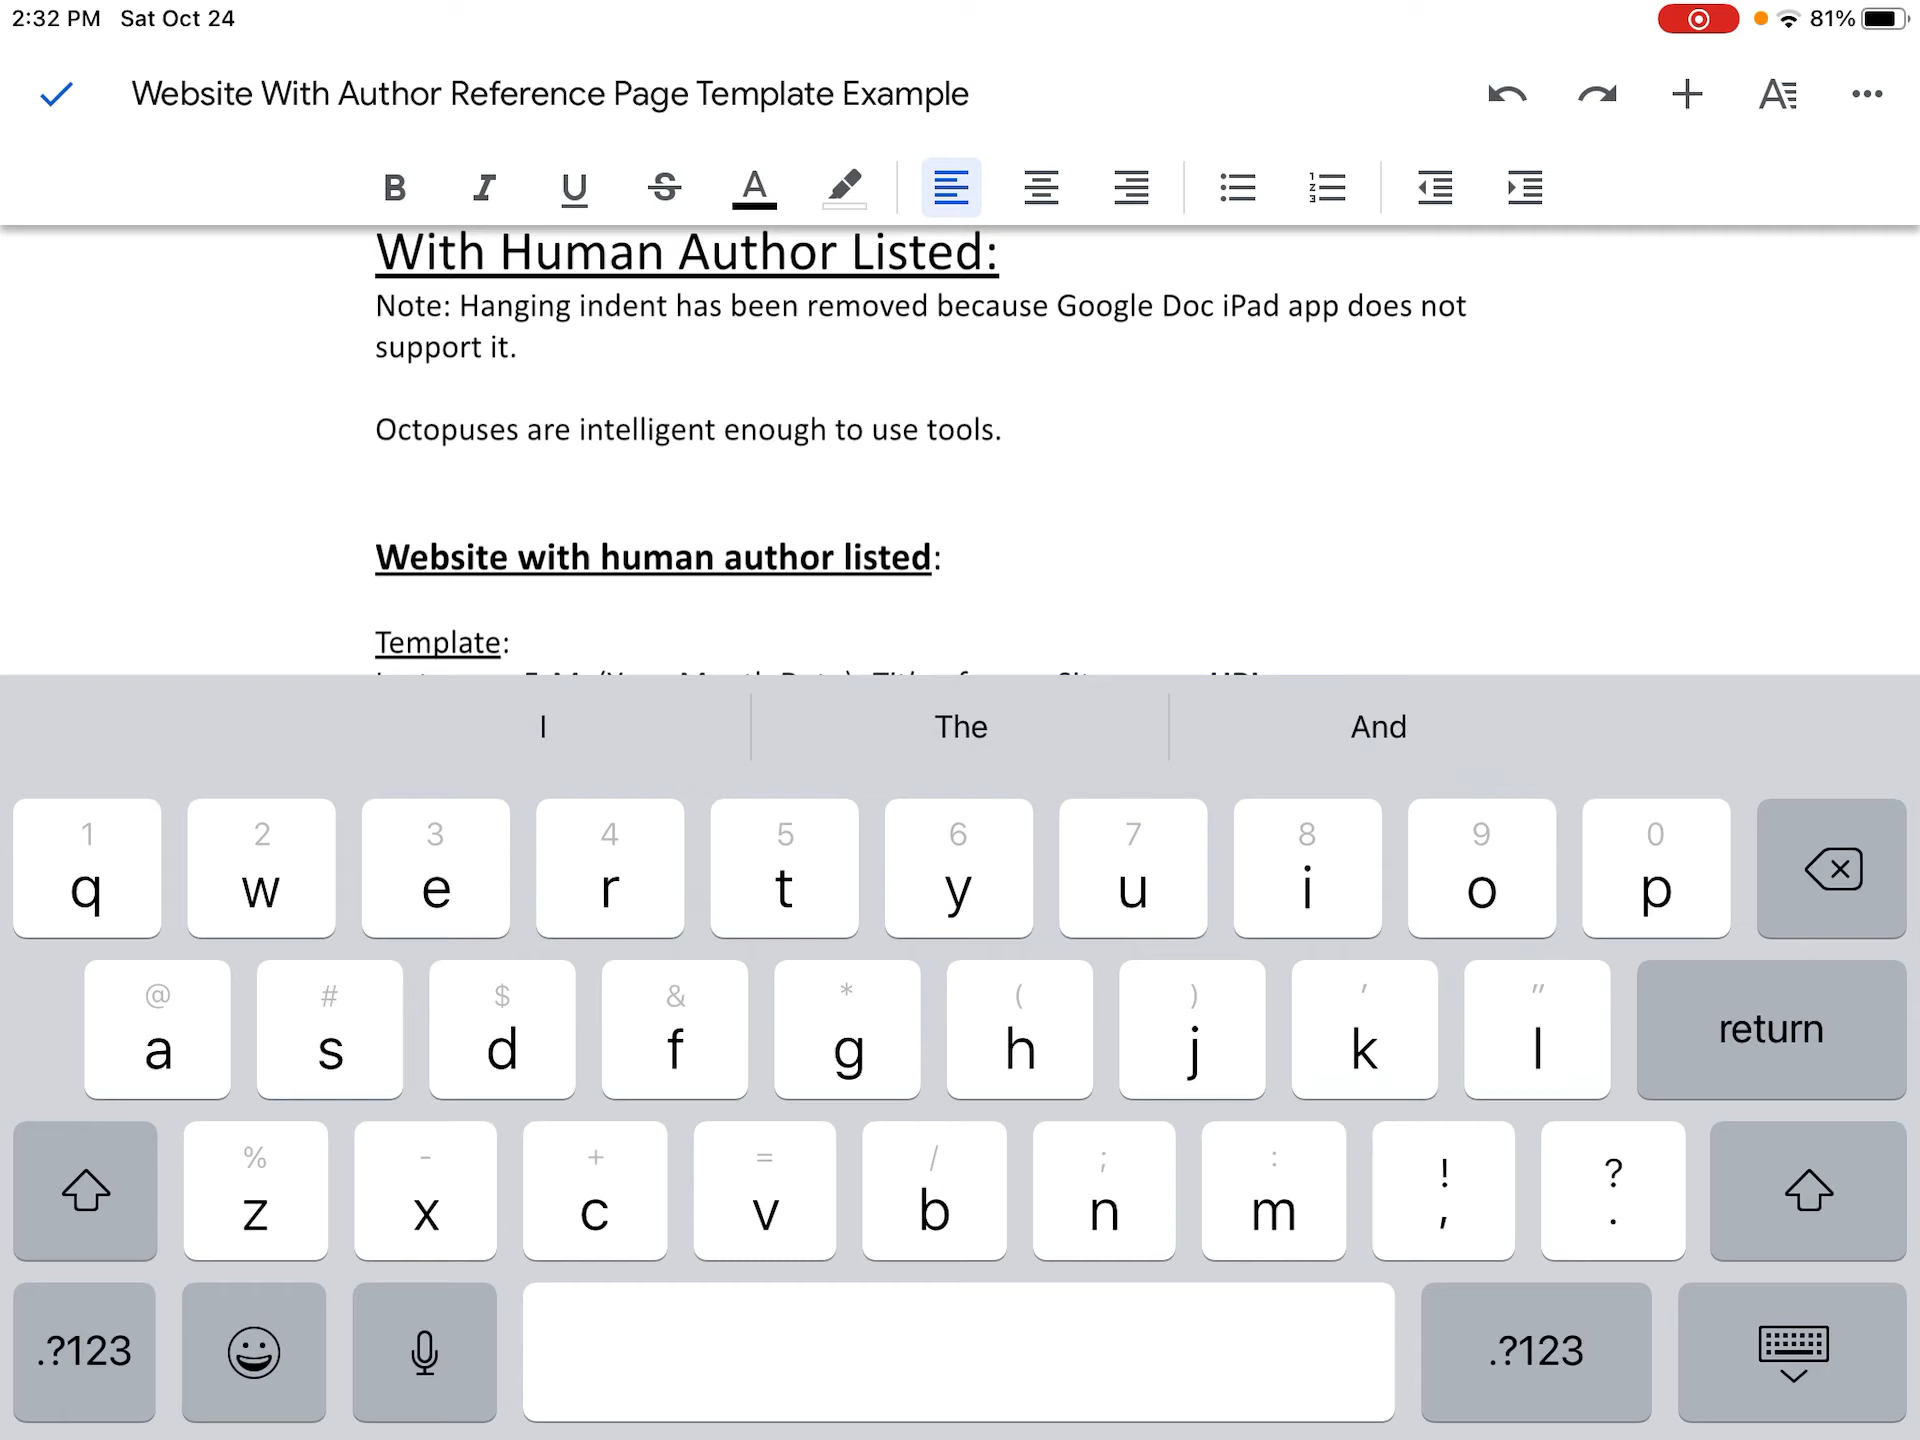 2:32 PM Sat Oct 24 81%
Website With Author Reference Page Template Example
B I U S A
With Human Author Listed:
Note: Hanging indent has been removed because Google Doc iPad app does not
support it.
Octopuses are intelligent enough to use tools.
Website with human author listed:
Template:
I The And
1 2 3 4 5 6 7 8 9 0
q w e r t y u i o p
@ # $ & * ( ) ' "
a s d f g h j k l return
% - + = / ; : ! ?
z x c v b n m , .
.?123 .?123